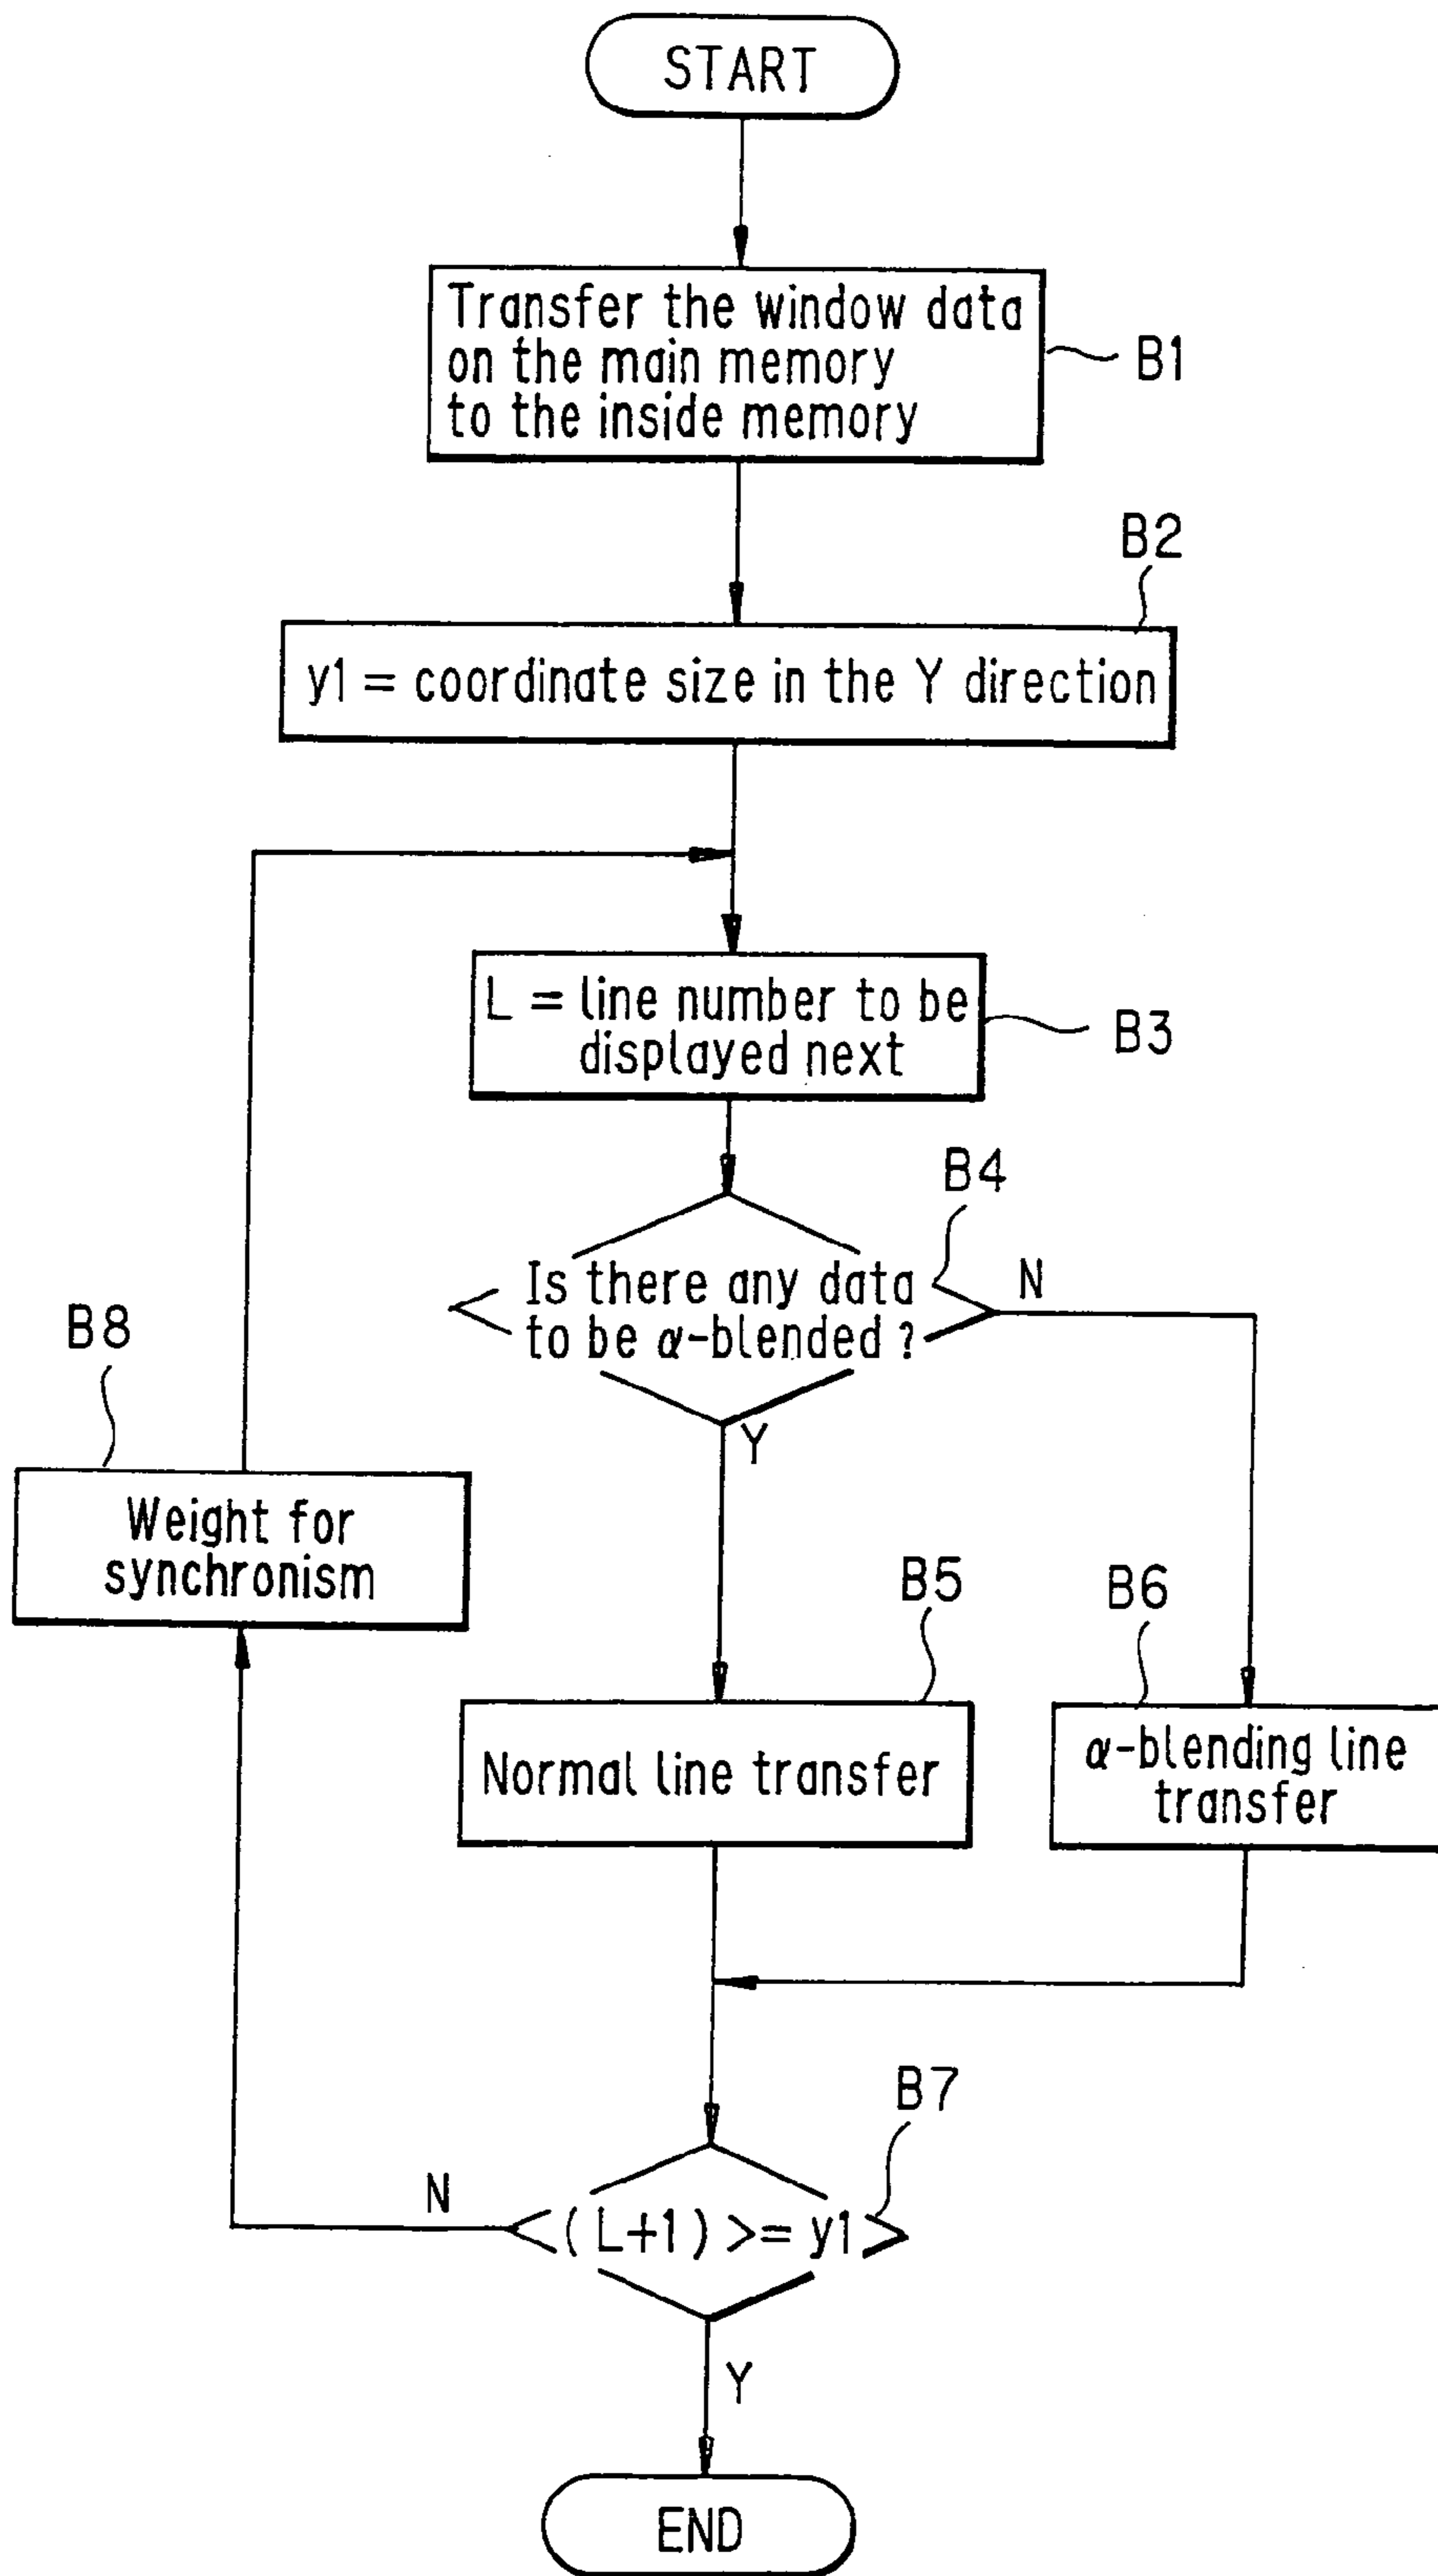 START
Transfer the window data
on the main memory
to the inside memory
B1
B2
y1 = coordinate size in the Y direction
L = line number to be
displayed next
B3
B4
Is there any data
to be α-blended ?
N
Y
B8
Weight for
synchronism
B5
Normal line transfer
B6
α-blending line
transfer
B7
N
(L+1) >= y1
Y
END